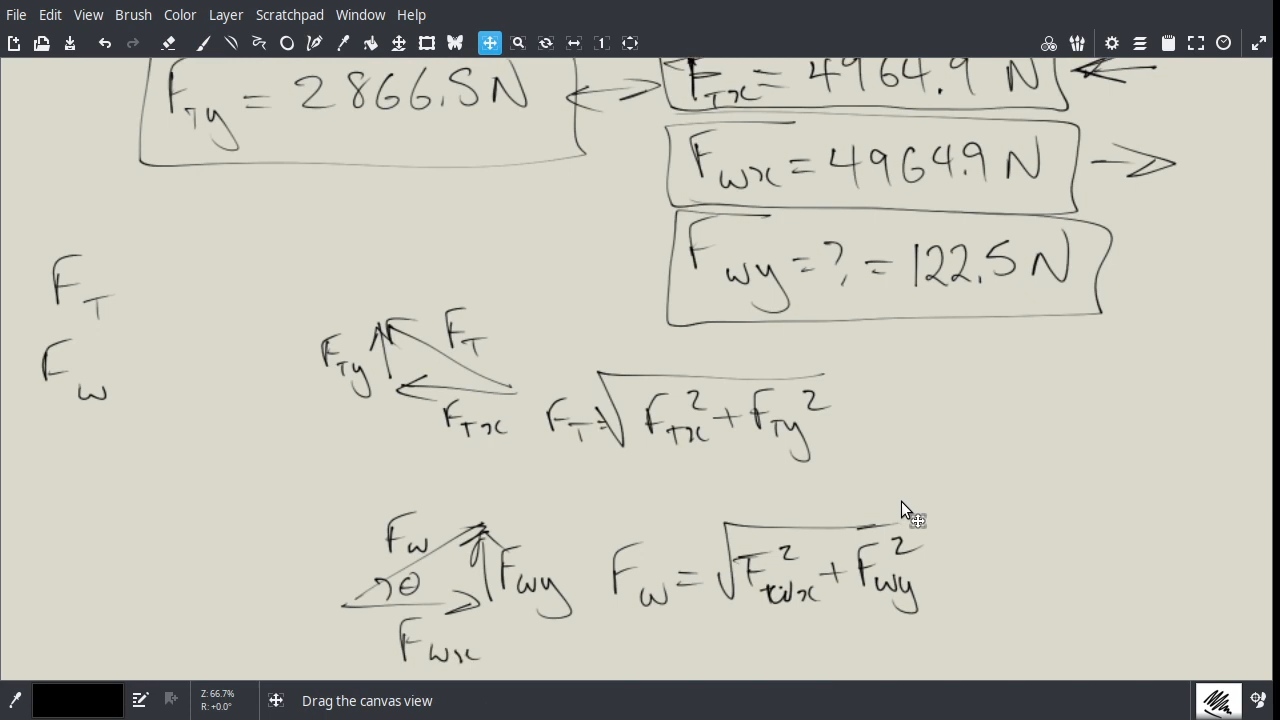 File Edit View Brush Color Layer Scratchpad Window Help
F_Ty = 2866.5N
F_Tx = 4964.9 N
F_wx = 4964.9 N
F_wy = ? = 122.5 N
F_T
F_w
F_Ty F_T
F_Tx F_T = √F_Tx² + F_Ty²
F_w θ F_wy F_w = √F_wx² + F_wy²
F_wx
Z: 66.7%
R: +0.0°
Drag the canvas view